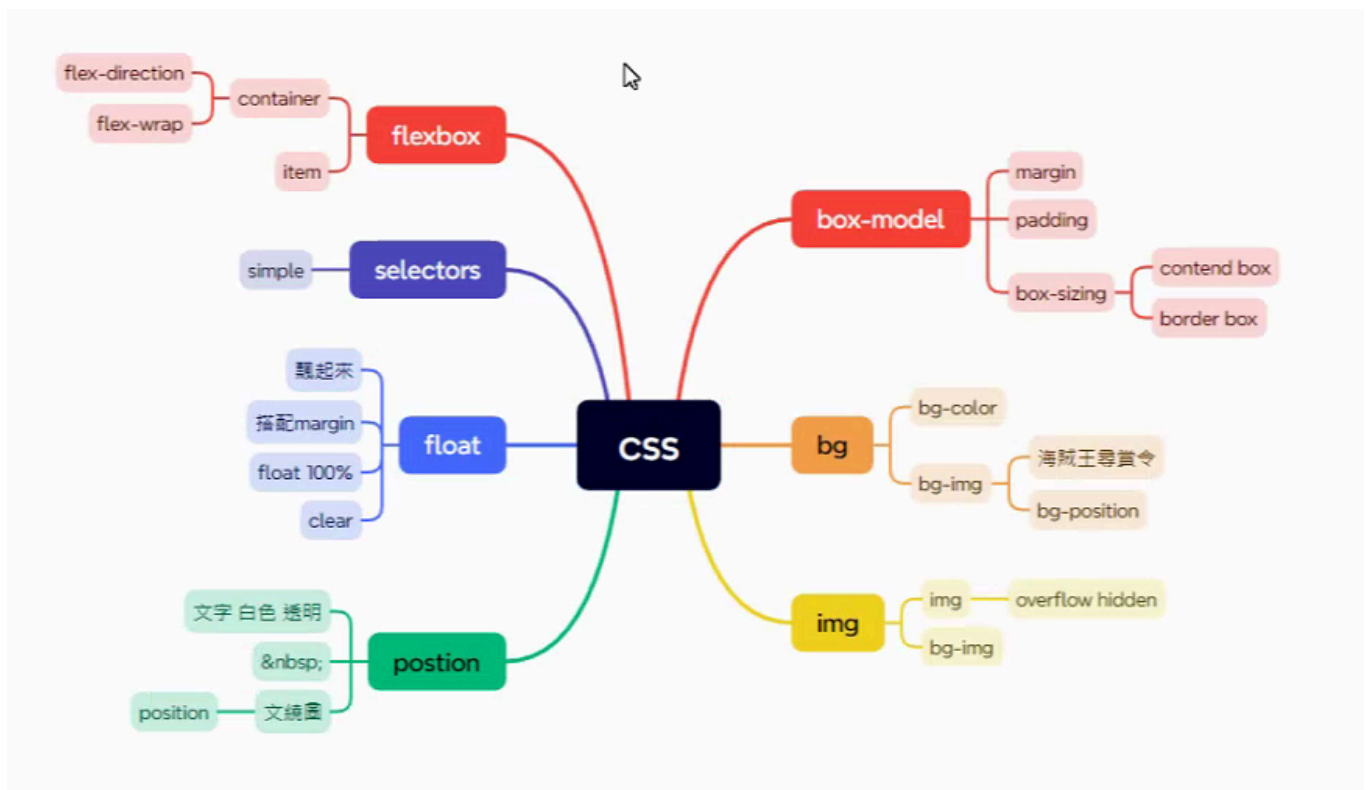 flex-direction
flex-wrap
container
item
flexbox
simple
selectors
飄起來
搭配margin
float 100%
clear
float
文字 白色 透明
&nbsp;
position
文繞圖
postion
CSS
box-model
margin
padding
box-sizing
contend box
border box
bg
bg-color
bg-img
海賊王尋賞令
bg-position
img
img
overflow hidden
bg-img